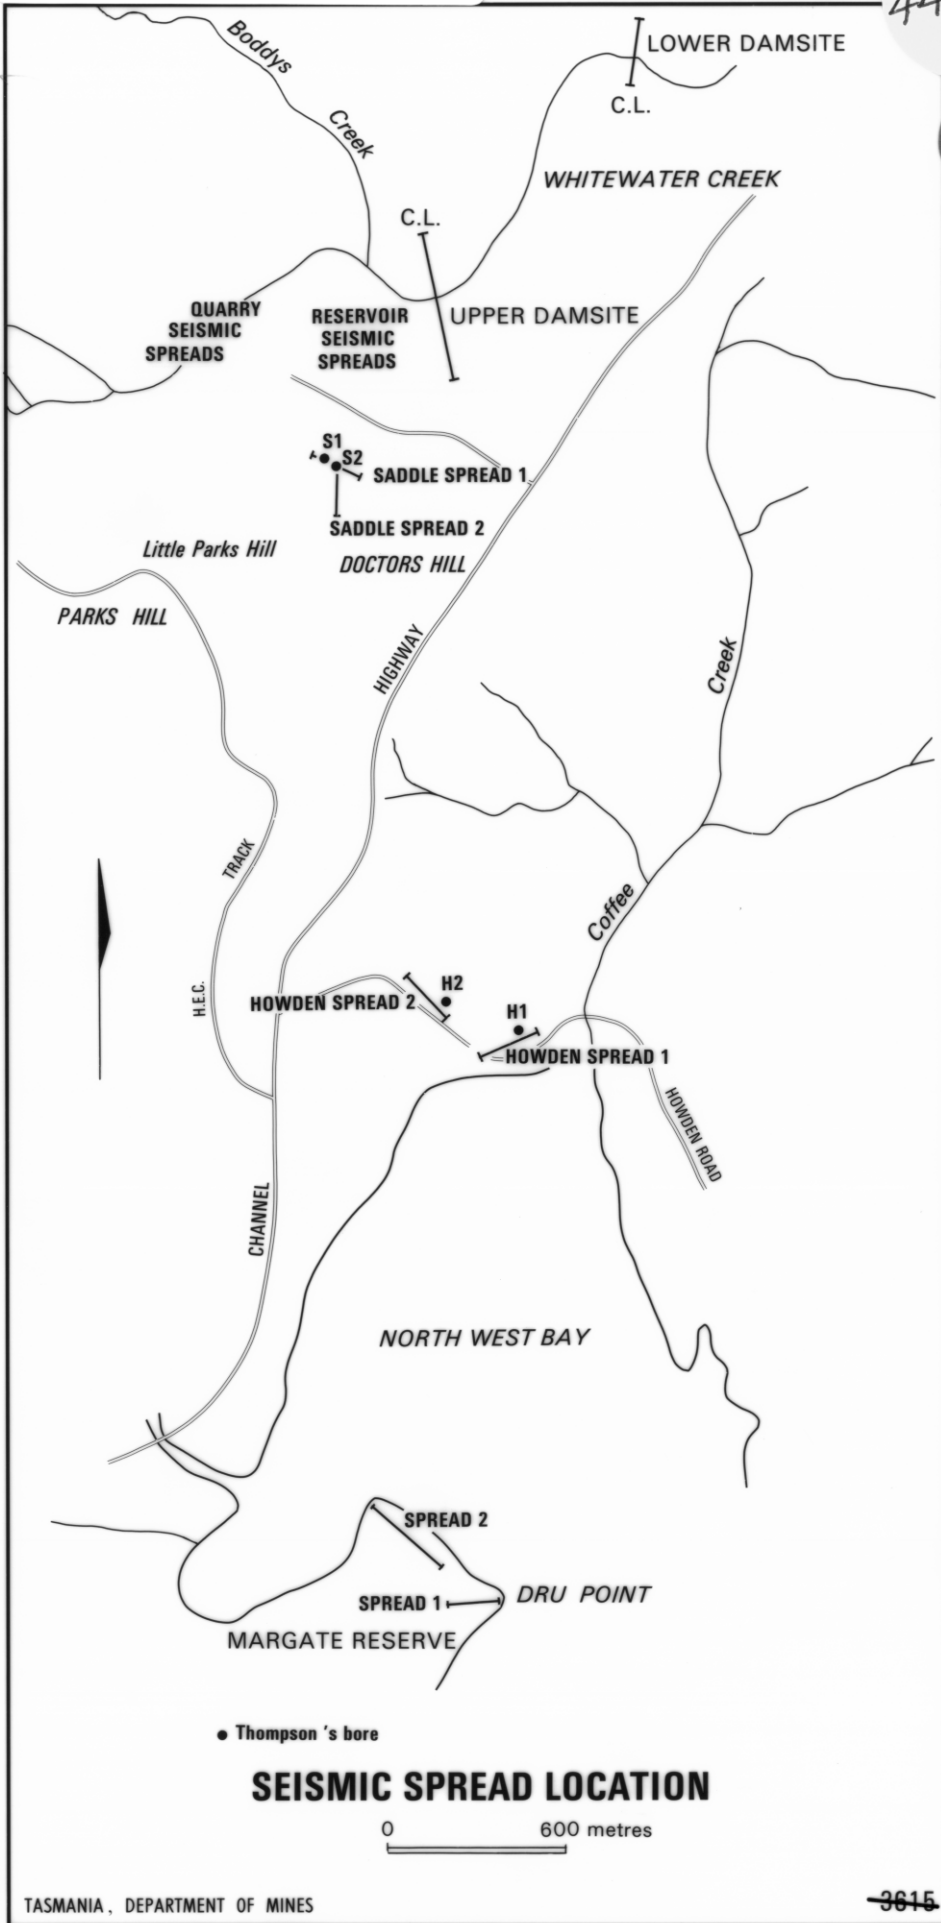 44
Boddys
Creek
LOWER DAMSITE
C.L.
WHITEWATER CREEK
C.L.
QUARRY
SEISMIC
SPREADS
RESERVOIR
SEISMIC
SPREADS
UPPER DAMSITE
S1
S2
SADDLE SPREAD 1
SADDLE SPREAD 2
Little Parks Hill
DOCTORS HILL
PARKS HILL
HIGHWAY
Creek
TRACK
Coffee
H.E.C.
H2
HOWDEN SPREAD 2
H1
HOWDEN SPREAD 1
HOWDEN ROAD
CHANNEL
NORTH WEST BAY
SPREAD 2
SPREAD 1
DRU POINT
MARGATE RESERVE
Thompson 's bore
SEISMIC SPREAD LOCATION
0 600 metres
TASMANIA, DEPARTMENT OF MINES
3615